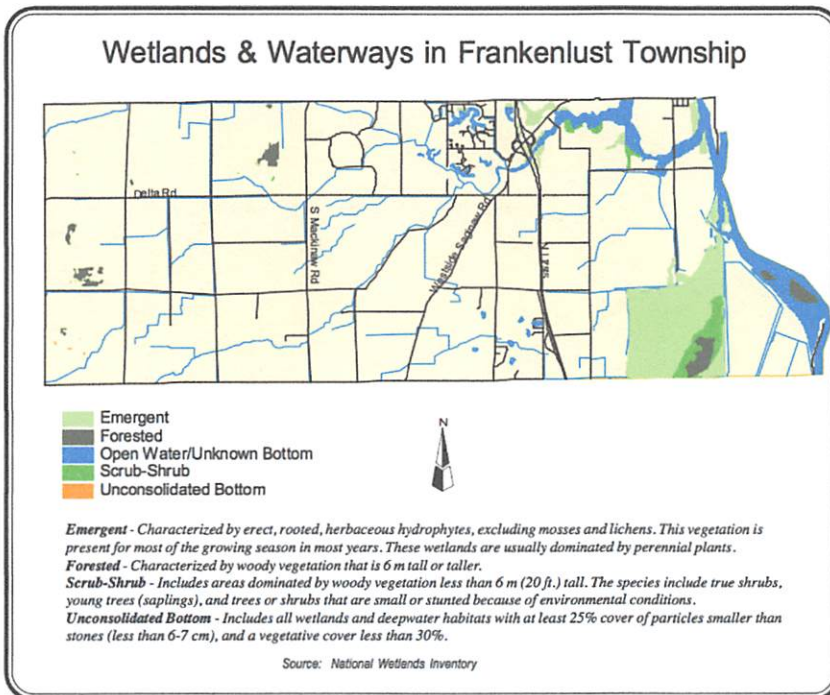 Wetlands & Waterways in Frankenlust Township
Delta Rd
S Mackinaw Rd
Westside Saginaw Rd
N I 75
N
Emergent
Forested
Open Water/Unknown Bottom
Scrub-Shrub
Unconsolidated Bottom
Emergent - Characterized by erect, rooted, herbaceous hydrophytes, excluding mosses and lichens. This vegetation is
present for most of the growing season in most years. These wetlands are usually dominated by perennial plants.
Forested - Characterized by woody vegetation that is 6 m tall or taller.
Scrub-Shrub - Includes areas dominated by woody vegetation less than 6 m (20 ft.) tall. The species include true shrubs,
young trees (saplings), and trees or shrubs that are small or stunted because of environmental conditions.
Unconsolidated Bottom - Includes all wetlands and deepwater habitats with at least 25% cover of particles smaller than
stones (less than 6-7 cm), and a vegetative cover less than 30%.
Source: National Wetlands Inventory